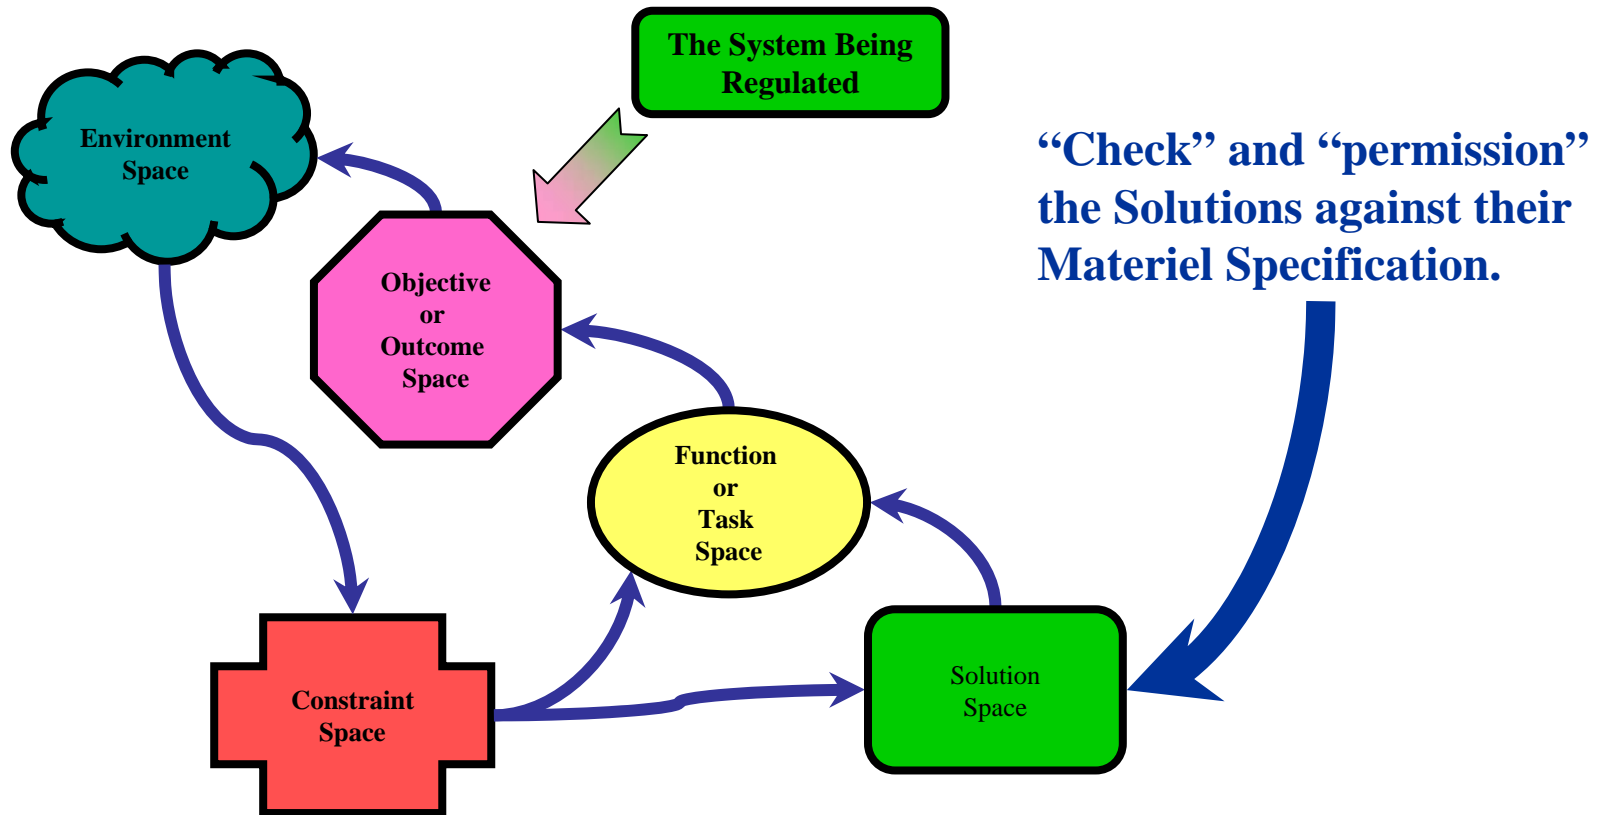 The System Being
Regulated
Environment
Space
“Check” and “permission”
the Solutions against their
Materiel Specification.
Objective
or
Outcome
Space
Function
or
Task
Space
Constraint
Space
Solution
Space